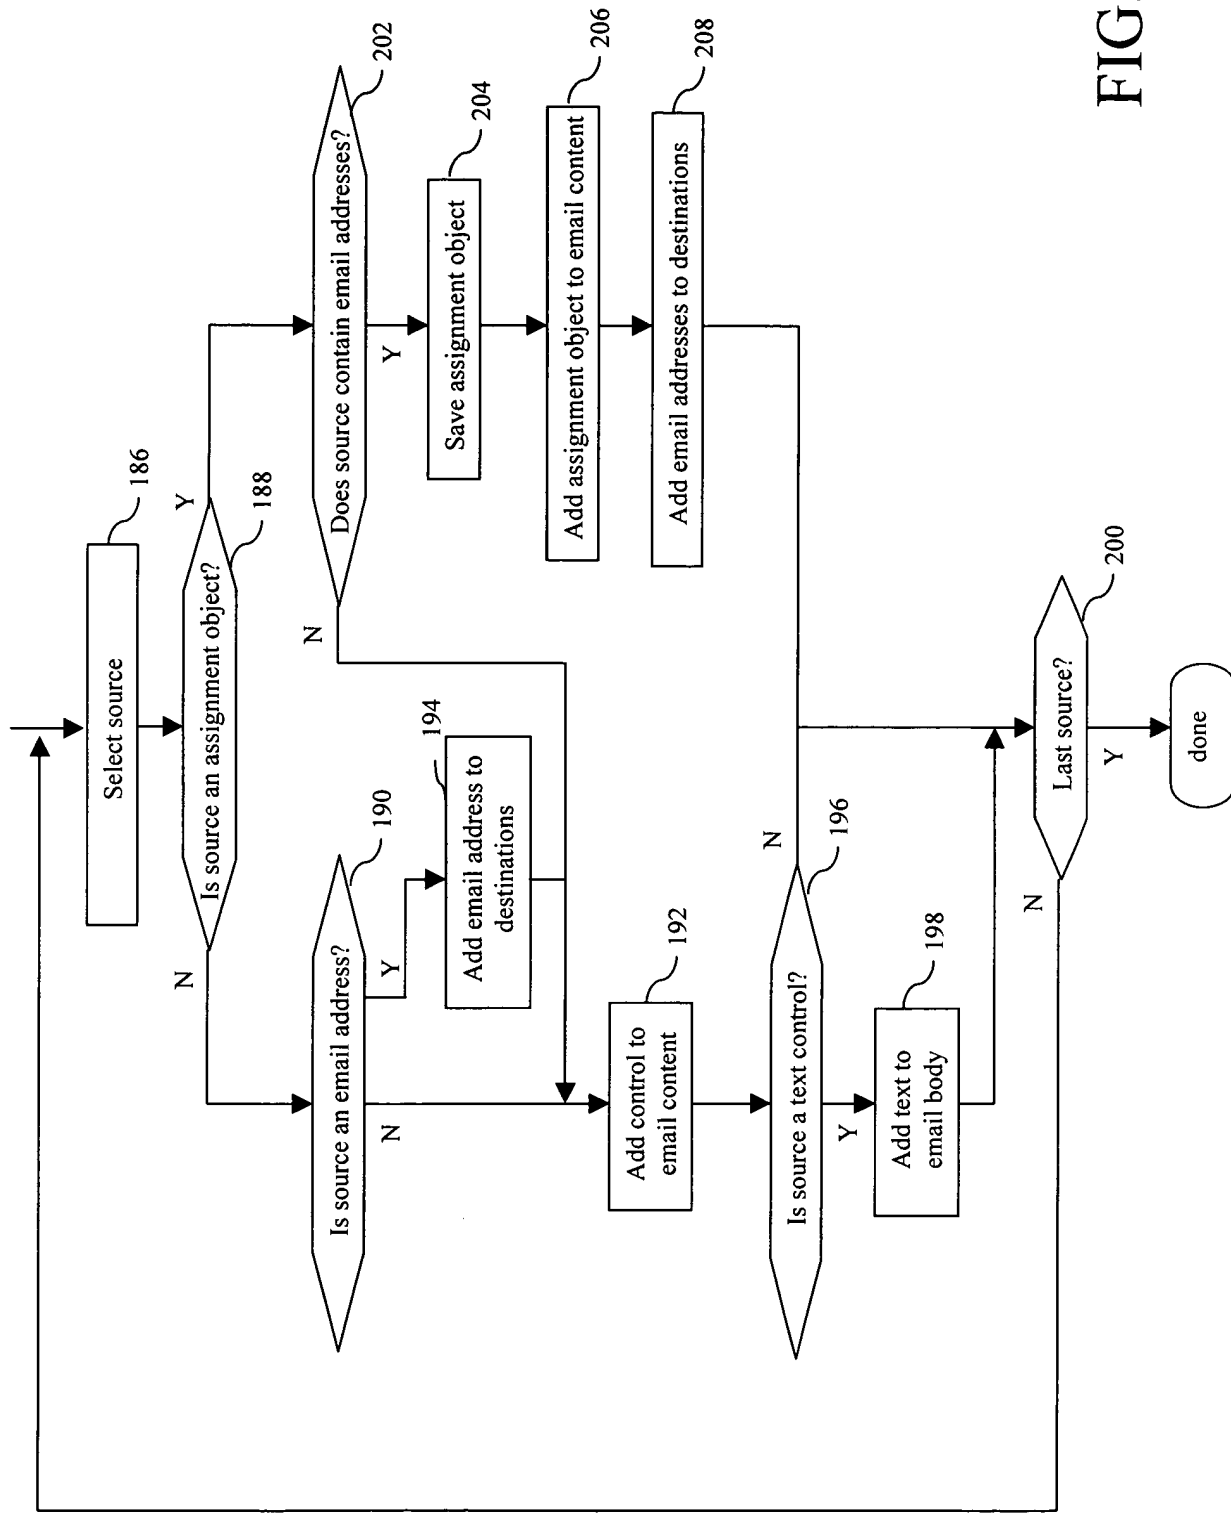 Select source
186
Is source an assignment object?
188
Y
N
Is source an email address?
190
Y
N
Does source contain email addresses?
202
N
Y
Add email address to
destinations
194
Save assignment object
204
Add assignment object to email content
206
Add email addresses to destinations
208
Add control to
email content
192
Is source a text control?
196
N
Y
Add text to
email body
198
Last source?
200
N
Y
done
FIG.